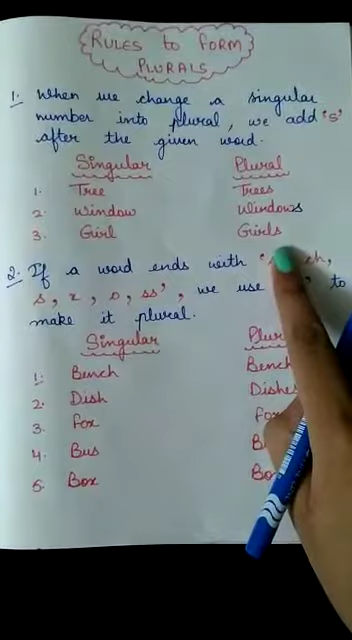 RULES TO FORM
PLURALS
1. When we change a singular
number into plural, we add 's'
after the given word.
Singular Plural
1. Tree Trees
2. Window Windows
3. Girl Girls
2. If a word ends with ch,
s, x, o, ss', we use to
make it plural.
Singular
1. Bench Bench
2. Dish Dishe
3. Fox
4. Bus
5. Box